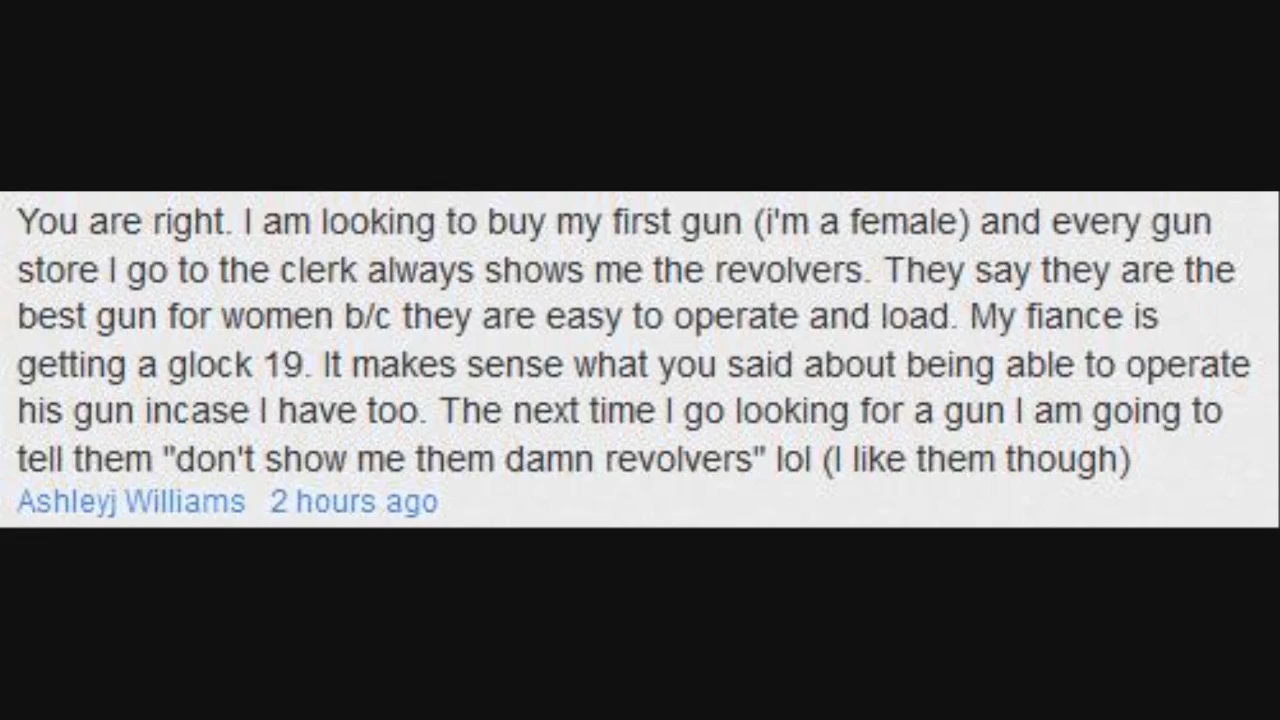 You are right. I am looking to buy my first gun (i'm a female) and every gun
store I go to the clerk always shows me the revolvers. They say they are the
best gun for women b/c they are easy to operate and load. My fiance is
getting a glock 19. It makes sense what you said about being able to operate
his gun incase I have too. The next time I go looking for a gun I am going to
tell them "don't show me them damn revolvers" lol (I like them though)
Ashleyj Williams 2 hours ago